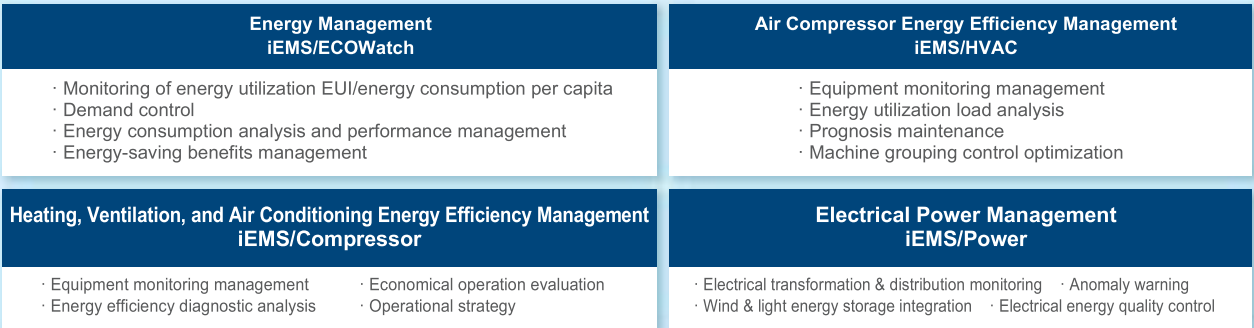 Energy Management
iEMS/ECOWatch
· Monitoring of energy utilization EUI/energy consumption per capita
· Demand control
· Energy consumption analysis and performance management
· Energy-saving benefits management
Air Compressor Energy Efficiency Management
iEMS/HVAC
· Equipment monitoring management
· Energy utilization load analysis
· Prognosis maintenance
· Machine grouping control optimization
Heating, Ventilation, and Air Conditioning Energy Efficiency Management
iEMS/Compressor
· Equipment monitoring management · Economical operation evaluation
· Energy efficiency diagnostic analysis · Operational strategy
Electrical Power Management
iEMS/Power
· Electrical transformation & distribution monitoring · Anomaly warning
· Wind & light energy storage integration · Electrical energy quality control